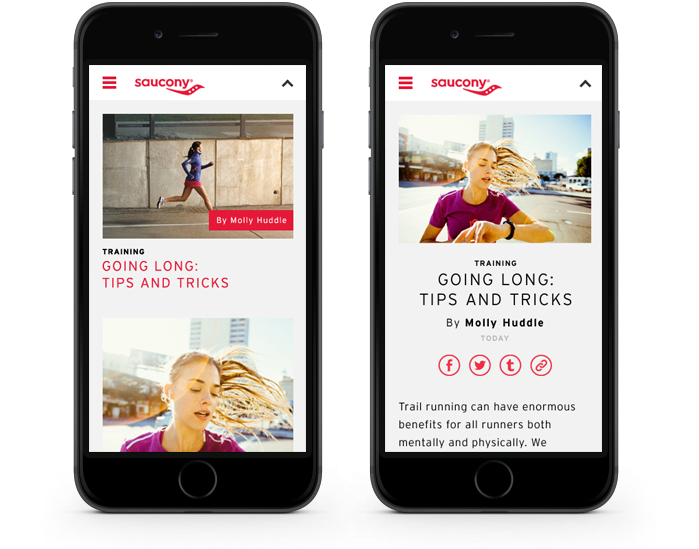 saucony®
By Molly Huddle
TRAINING
GOING LONG:
TIPS AND TRICKS
saucony®
TRAINING
GOING LONG:
TIPS AND TRICKS
By Molly Huddle
TODAY
Trail running can have enormous
benefits for all runners both
mentally and physically. We